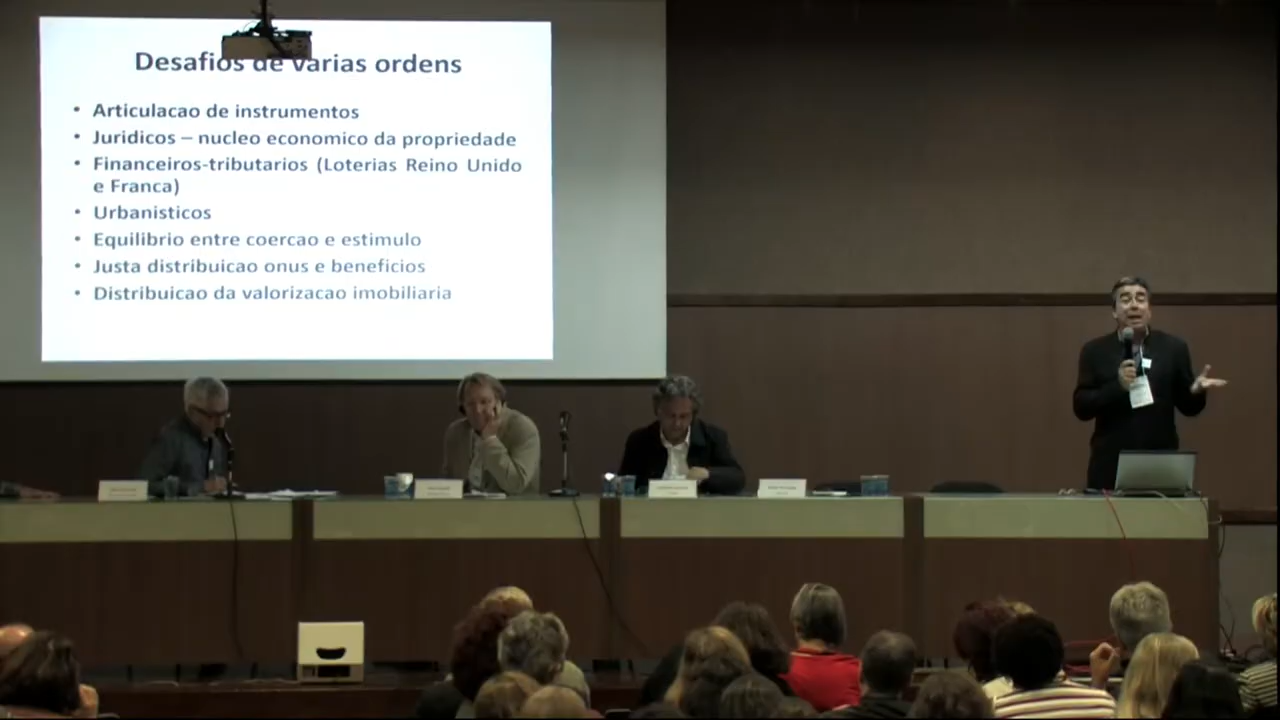 Desafios de varias ordens
• Articulacao de instrumentos
• Juridicos – nucleo economico da propriedade
• Financeiros-tributarios (Loterias Reino Unido
e Franca)
• Urbanisticos
• Equilibrio entre coercao e estimulo
• Justa distribuicao onus e beneficios
• Distribuicao da valorizacao imobiliaria